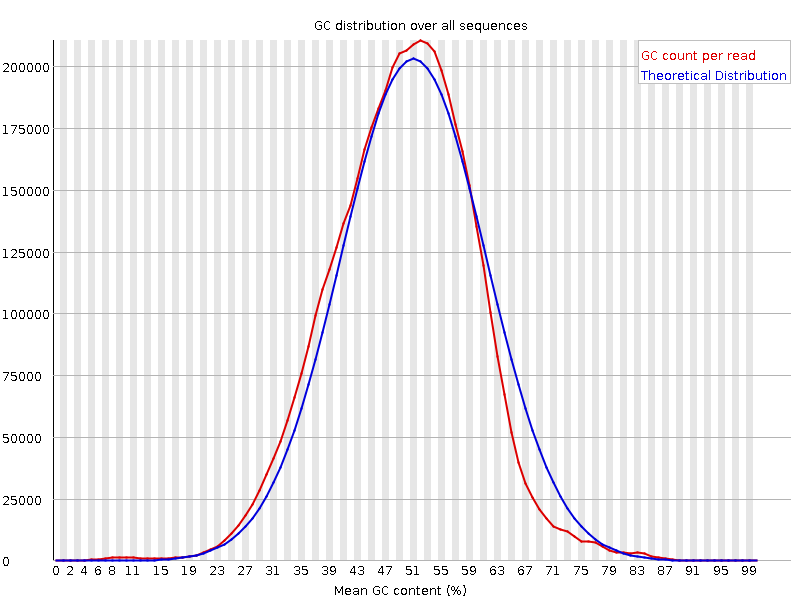 GC distribution over all sequences
GC count per read
Theoretical Distribution
200000
175000
150000
125000
100000
75000
50000
25000
0
0 2 4 6 8 11 15 19 23 27 31 35 39 43 47 51 55 59 63 67 71 75 79 83 87 91 95 99
Mean GC content (%)